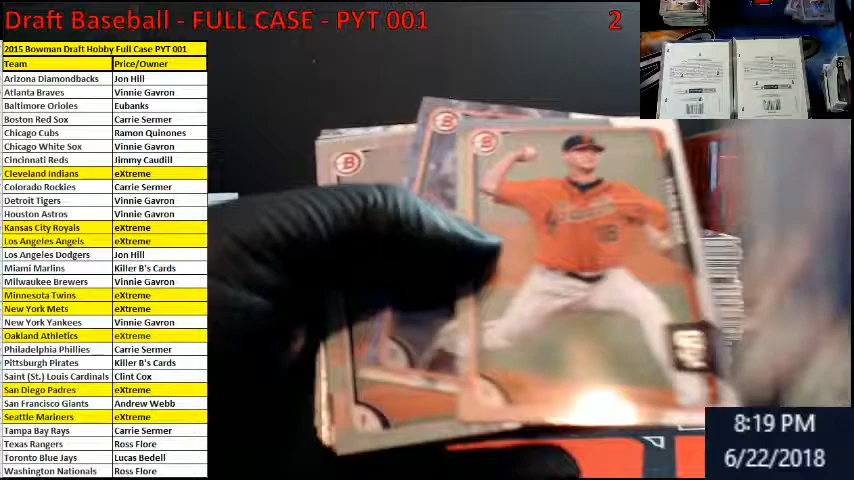 Draft Baseball - FULL CASE - PYT 001
2
2015 Bowman Draft Hobby Full Case PYT 001
Team Price/Owner
Arizona Diamondbacks Jon Hill
Atlanta Braves Vinnie Gavron
Baltimore Orioles Eubanks
Boston Red Sox Carrie Sermer
Chicago Cubs Ramon Quinones
Chicago White Sox Vinnie Gavron
Cincinnati Reds Jimmy Caudill
Cleveland Indians eXtreme
Colorado Rockies Carrie Sermer
Detroit Tigers Vinnie Gavron
Houston Astros Vinnie Gavron
Kansas City Royals eXtreme
Los Angeles Angels eXtreme
Los Angeles Dodgers Jon Hill
Miami Marlins Killer B's Cards
Milwaukee Brewers Vinnie Gavron
Minnesota Twins eXtreme
New York Mets eXtreme
New York Yankees Vinnie Gavron
Oakland Athletics eXtreme
Philadelphia Phillies Carrie Sermer
Pittsburgh Pirates Killer B's Cards
Saint (St.) Louis Cardinals Clint Cox
San Diego Padres eXtreme
San Francisco Giants Andrew Webb
Seattle Mariners eXtreme
Tampa Bay Rays Carrie Sermer
Texas Rangers Ross Flore
Toronto Blue Jays Lucas Bedell
Washington Nationals Ross Flore
B
B
B
8:19 PM
6/22/2018